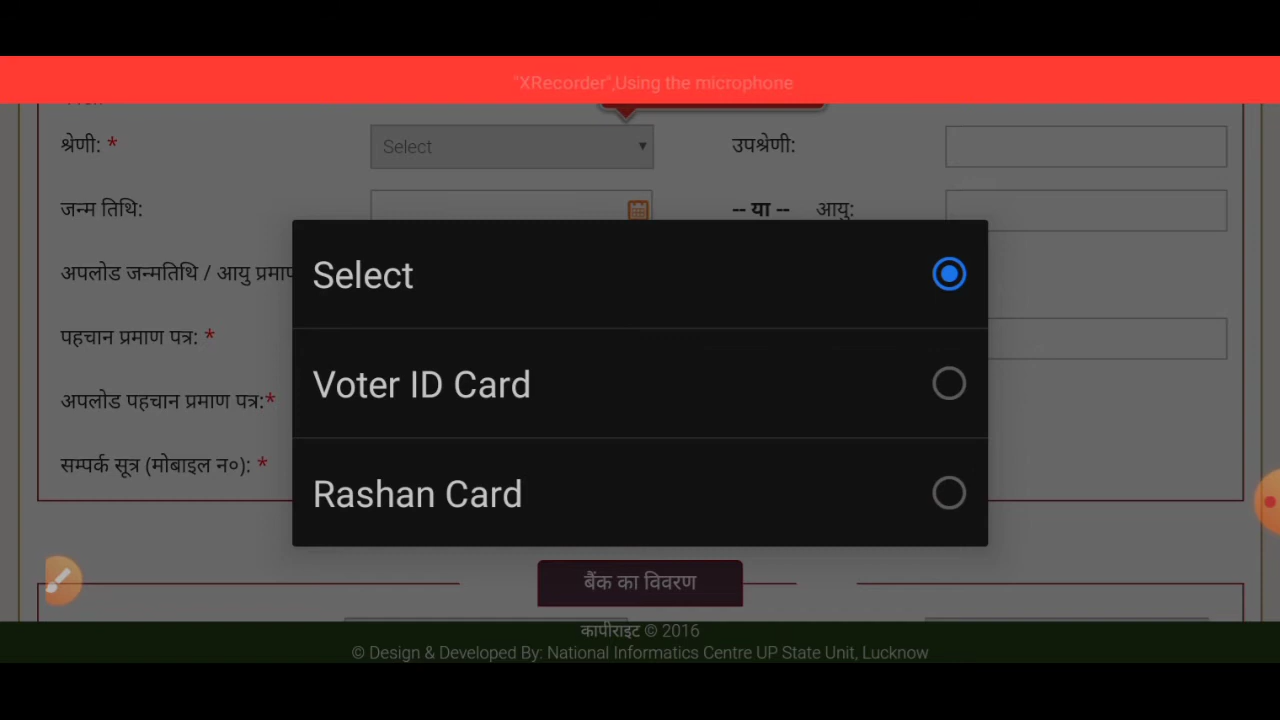 "XRecorder",Using the microphone
श्रेणी: * Select उपश्रेणी:
जन्म तिथि: -- या -- आयु:
Select
अपलोड जन्मतिथि / आयु
पहचान प्रमाण पत्र: *
Voter ID Card
अपलोड पहचान प्रमाण पत्र:*
सम्पर्क सूत्र (मोबाइल न०): *
Rashan Card
बैंक का विवरण
कापीराइट © 2016
© Design & Developed By: National Informatics Centre UP State Unit, Lucknow